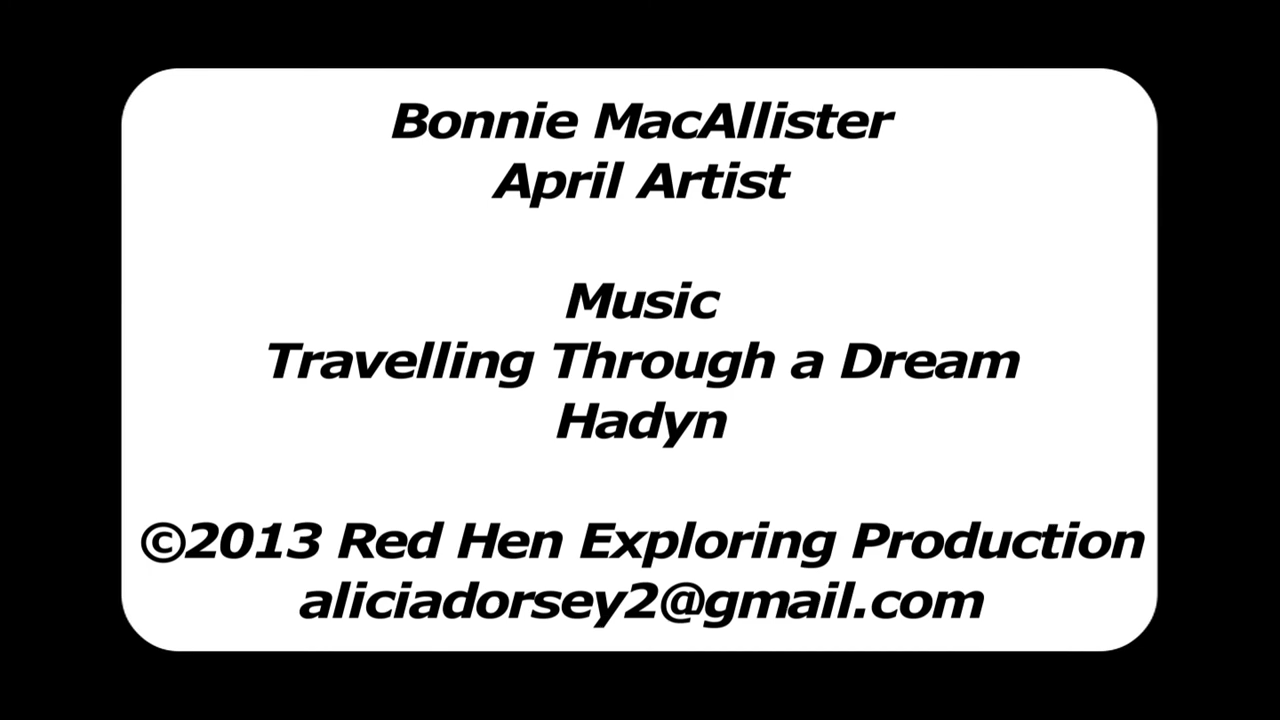 Bonnie MacAllister
April Artist
Music
Travelling Through a Dream
Hadyn
©2013 Red Hen Exploring Production
aliciadorsey2@gmail.com